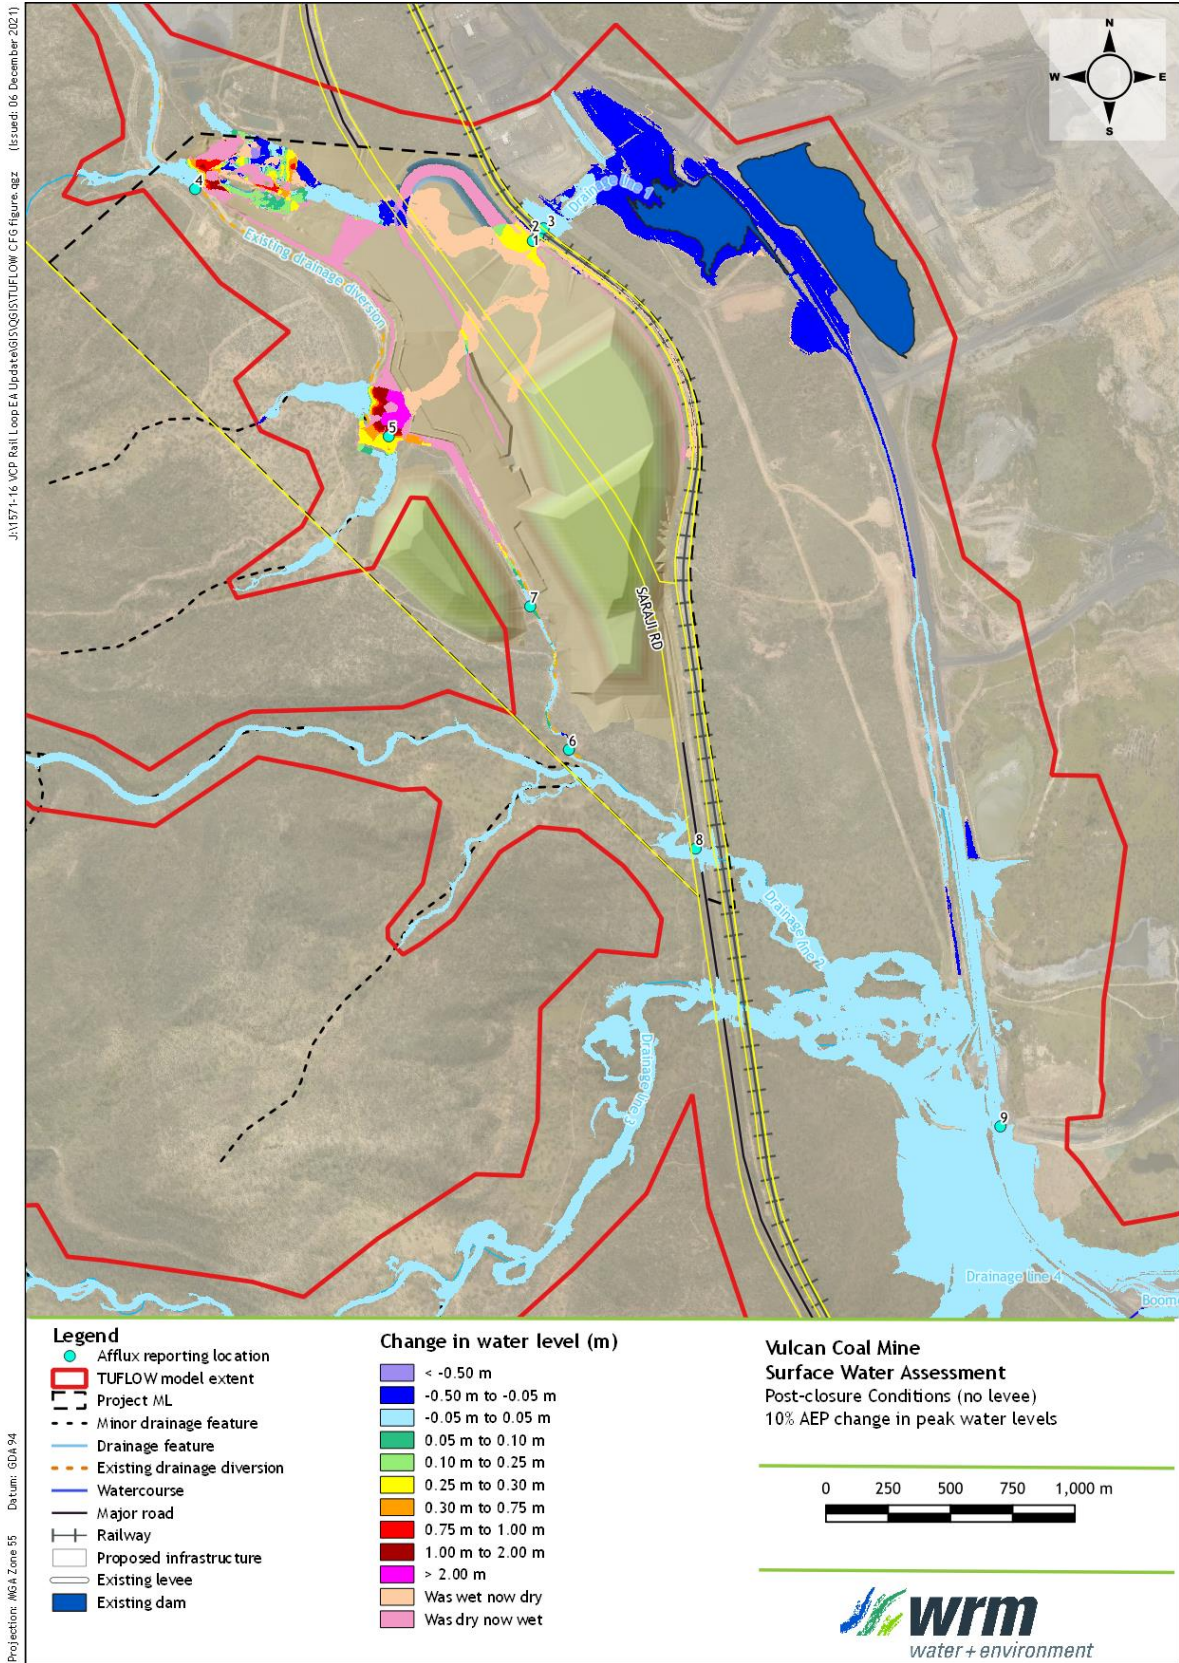 J:\1571-16 VCP Rail Loop EA Update\GIS\QGIS\TUFLOW CFG figure.qgz (Issued: 06 December 2021)
N
W
E
S
4
2
3
1
Drainage line 1
Existing drainage diversion
5
7
SARAJI RD
6
8
Drainage line 2
Drainage line 3
9
Drainage line 4
Boom
Projection: MGA Zone 55 Datum: GDA 94
Legend
Afflux reporting location
TUFLOW model extent
Project ML
Minor drainage feature
Drainage feature
Existing drainage diversion
Watercourse
Major road
Railway
Proposed infrastructure
Existing levee
Existing dam
Change in water level (m)
< -0.50 m
-0.50 m to -0.05 m
-0.05 m to 0.05 m
0.05 m to 0.10 m
0.10 m to 0.25 m
0.25 m to 0.30 m
0.30 m to 0.75 m
0.75 m to 1.00 m
1.00 m to 2.00 m
> 2.00 m
Was wet now dry
Was dry now wet
Vulcan Coal Mine
Surface Water Assessment
Post-closure Conditions (no levee)
10% AEP change in peak water levels
0 250 500 750 1,000 m
wrm
water + environment